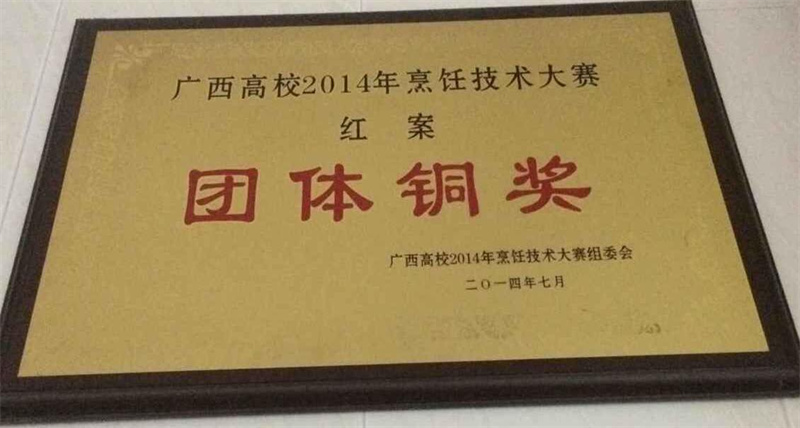 广西高校2014年烹饪技术大赛
红 案
团体铜奖
广西高校2014年烹饪技术大赛组委会
二〇一四年七月